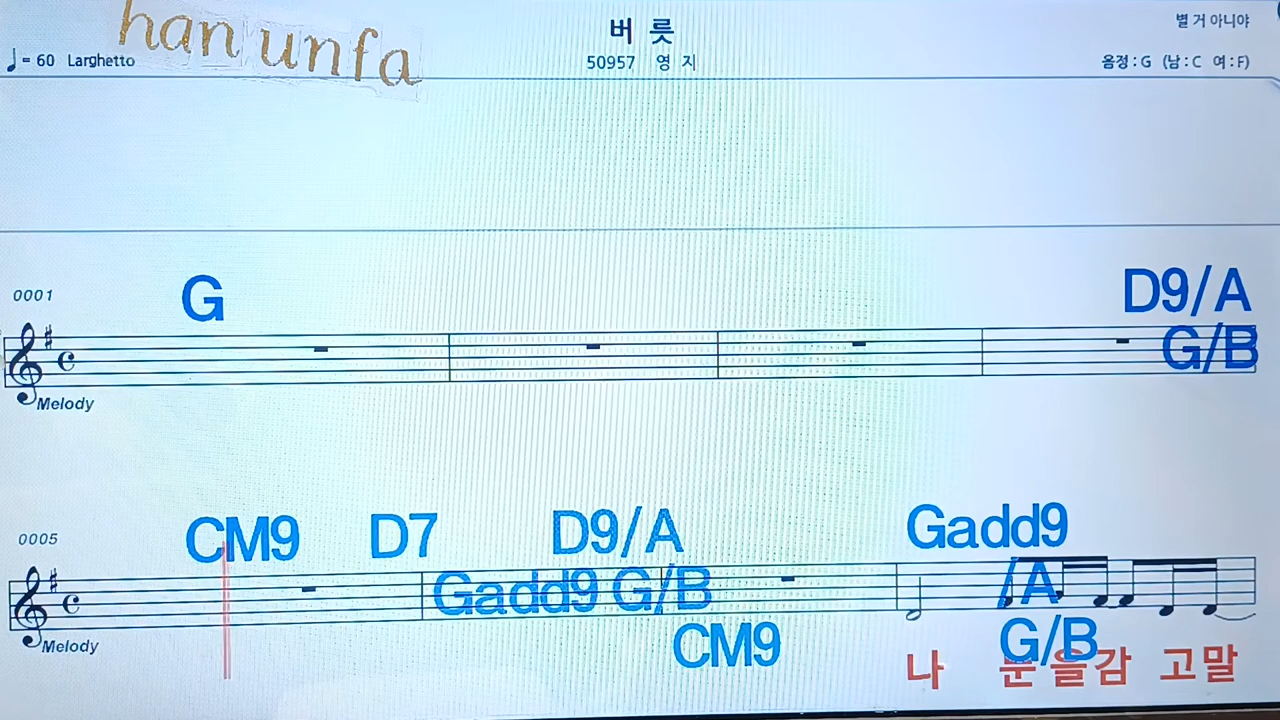 han unfa
버릇
별거아니야
♩= 60 Larghetto
50957 영지
음정:G (남:C 여:F)
0001
G
D9/A
G/B
Melody
0005
CM9 D7 D9/A Gadd9
Gadd9 G/B /A
CM9 G/B
Melody
나 눈을감 고말